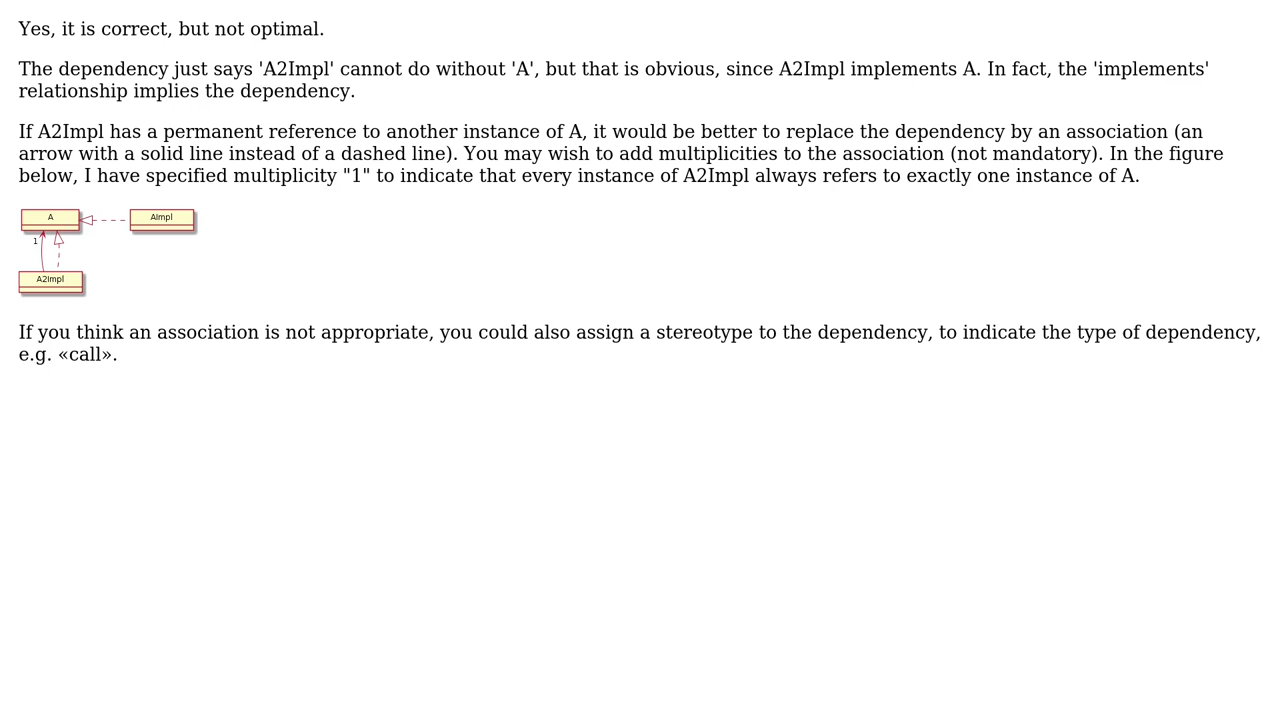 Yes, it is correct, but not optimal.
The dependency just says 'A2Impl' cannot do without 'A', but that is obvious, since A2Impl implements A. In fact, the 'implements'
relationship implies the dependency.
If A2Impl has a permanent reference to another instance of A, it would be better to replace the dependency by an association (an
arrow with a solid line instead of a dashed line). You may wish to add multiplicities to the association (not mandatory). In the figure
below, I have specified multiplicity "1" to indicate that every instance of A2Impl always refers to exactly one instance of A.
A AImpl
1
A2Impl
If you think an association is not appropriate, you could also assign a stereotype to the dependency, to indicate the type of dependency,
e.g. «call».